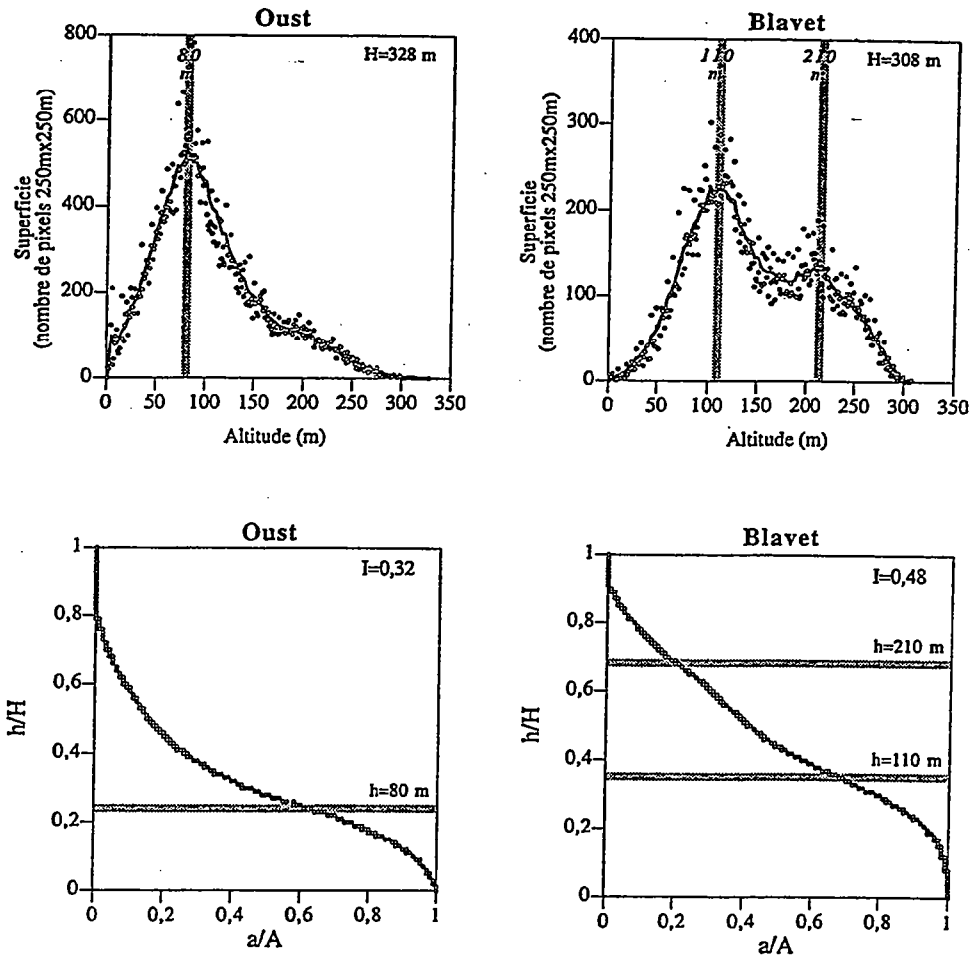 Oust
H=328 m
80
m
800
600
400
200
0
0 50 100 150 200 250 300 350
Superficie
(nombre de pixels 250mx250m)
Altitude (m)
Blavet
H=308 m
110
m
210
m
400
300
200
100
0
0 50 100 150 200 250 300 350
Superficie
(nombre de pixels 250mx250m)
Altitude (m)
Oust
I=0,32
h=80 m
1
0,8
0,6
0,4
0,2
0
0 0,2 0,4 0,6 0,8 1
h/H
a/A
Blavet
I=0,48
h=210 m
h=110 m
1
0,8
0,6
0,4
0,2
0
0 0,2 0,4 0,6 0,8 1
h/H
a/A